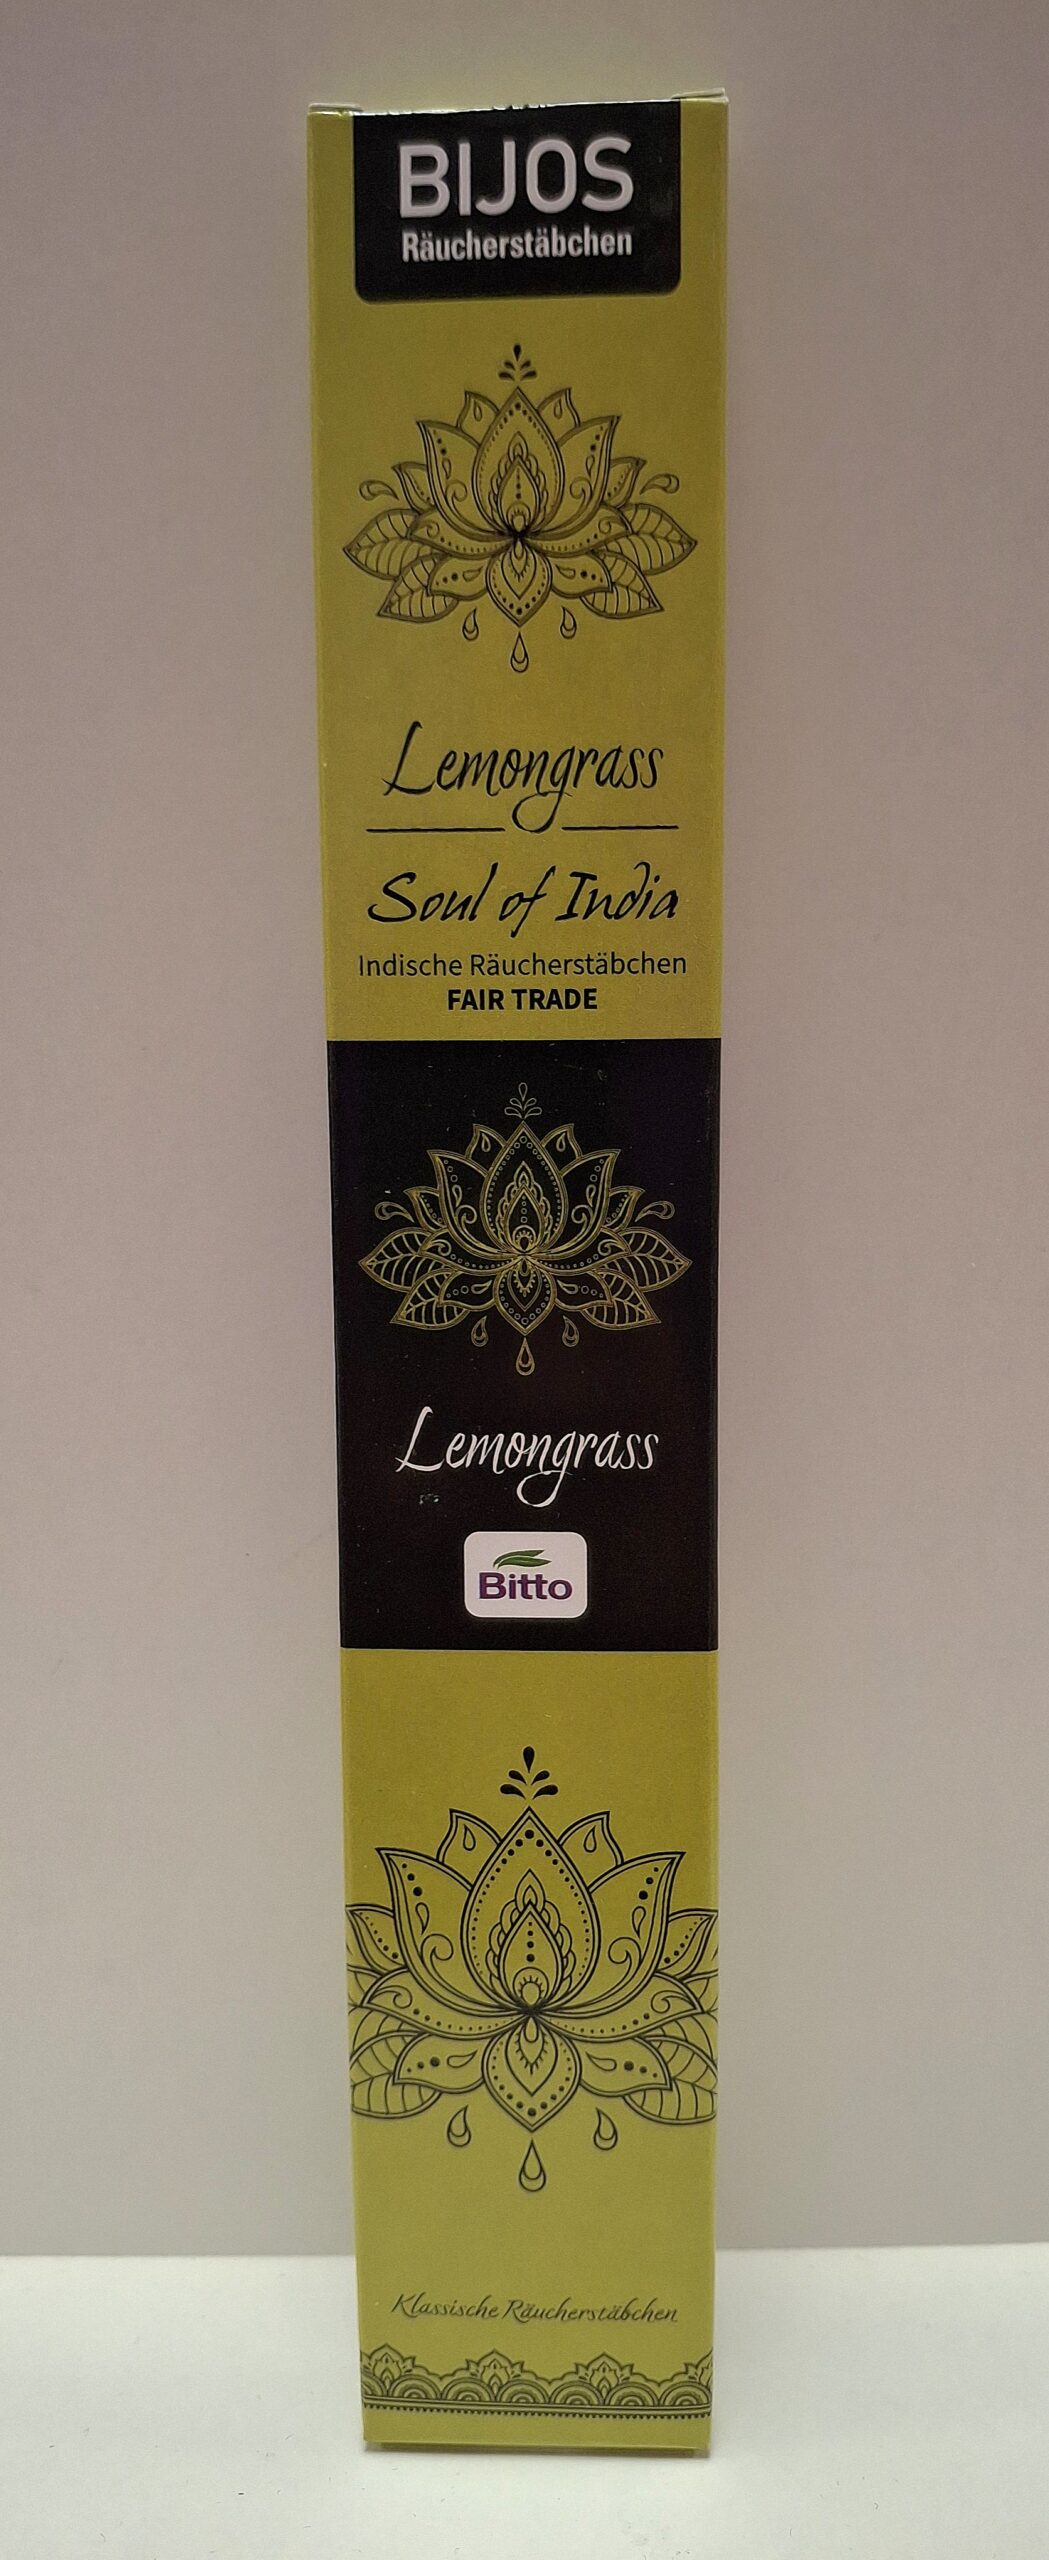 BIJOS
Räucherstäbchen
Lemongrass
Soul of India
Indische Räucherstäbchen
FAIR TRADE
Lemongrass
Bitto
Klassische Räucherstäbchen